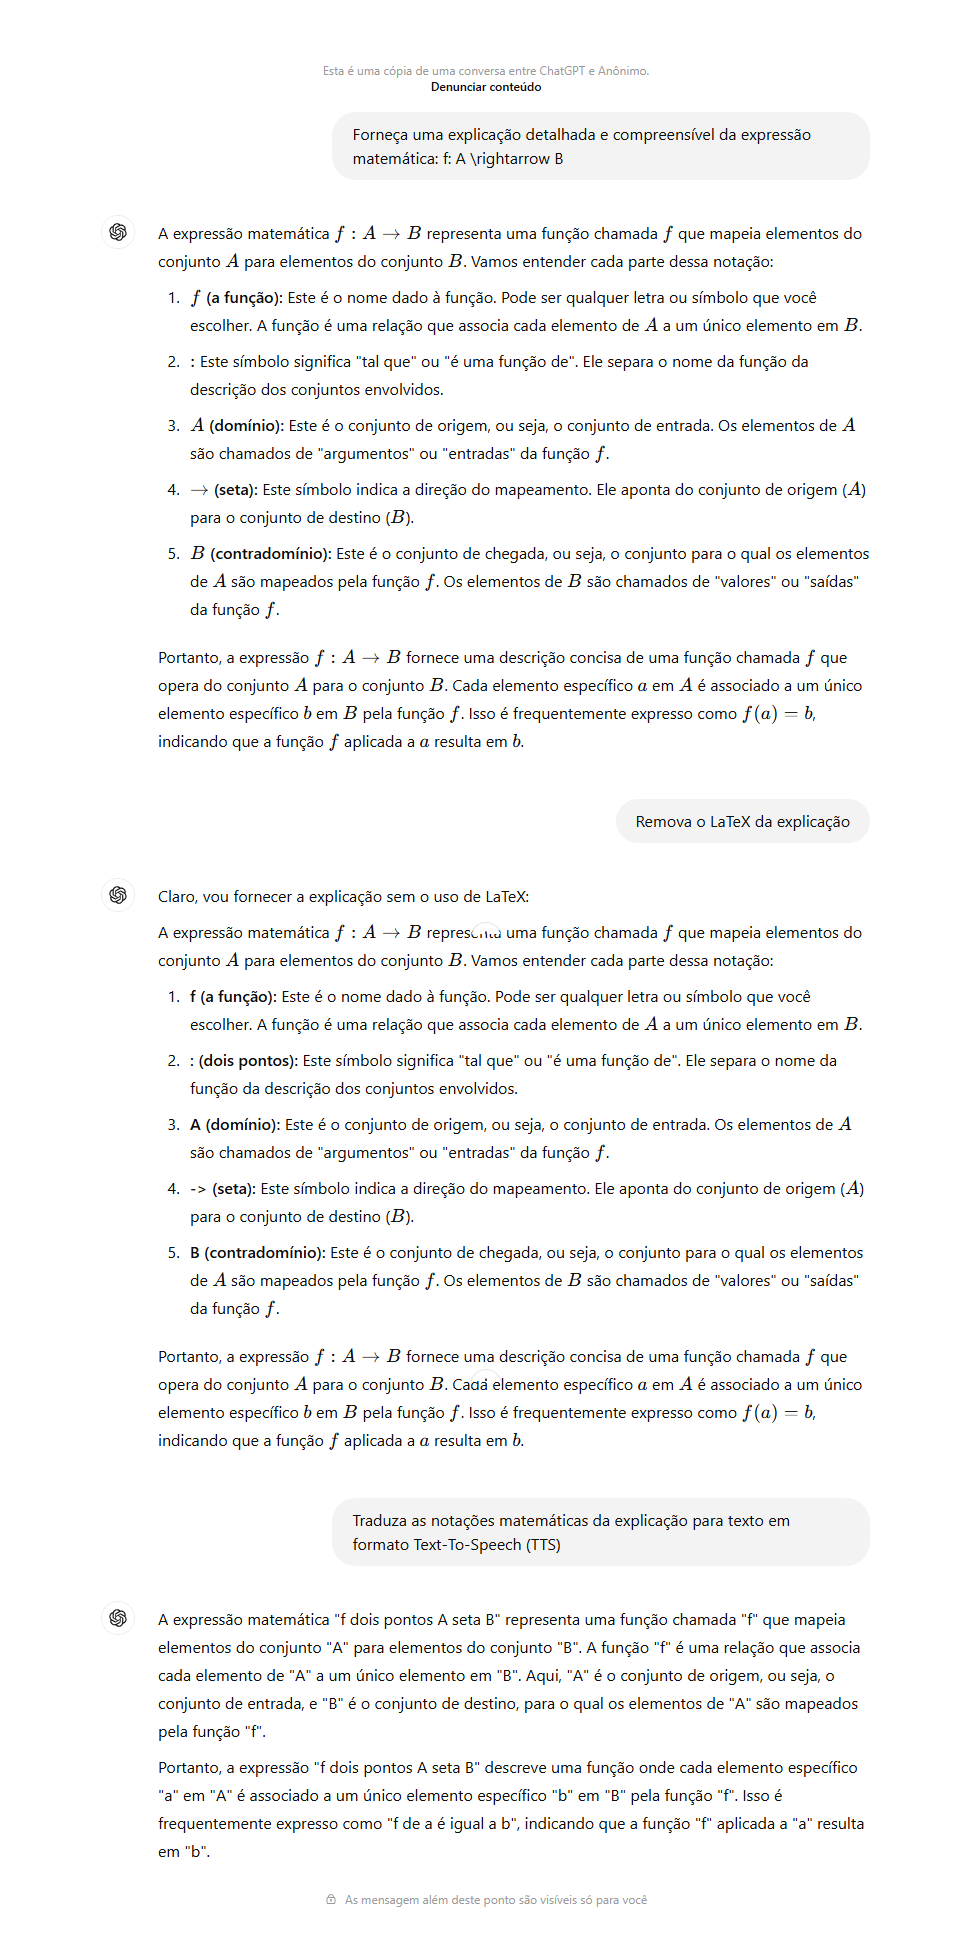 Esta é uma cópia de uma conversa entre ChatGPT e Anônimo.
Denunciar conteúdo
Forneça uma explicação detalhada e compreensível da expressão
matemática: f: A \rightarrow B
A expressão matemática f : A → B representa uma função chamada f que mapeia elementos do
conjunto A para elementos do conjunto B. Vamos entender cada parte dessa notação:
1. f (a função): Este é o nome dado à função. Pode ser qualquer letra ou símbolo que você
escolher. A função é uma relação que associa cada elemento de A a um único elemento em B.
2. : Este símbolo significa "tal que" ou "é uma função de". Ele separa o nome da função da
descrição dos conjuntos envolvidos.
3. A (domínio): Este é o conjunto de origem, ou seja, o conjunto de entrada. Os elementos de A
são chamados de "argumentos" ou "entradas" da função f.
4. → (seta): Este símbolo indica a direção do mapeamento. Ele aponta do conjunto de origem (A)
para o conjunto de destino (B).
5. B (contradomínio): Este é o conjunto de chegada, ou seja, o conjunto para o qual os elementos
de A são mapeados pela função f. Os elementos de B são chamados de "valores" ou "saídas"
da função f.
Portanto, a expressão f : A → B fornece uma descrição concisa de uma função chamada f que
opera do conjunto A para o conjunto B. Cada elemento específico a em A é associado a um único
elemento específico b em B pela função f. Isso é frequentemente expresso como f(a) = b,
indicando que a função f aplicada a a resulta em b.
Remova o LaTeX da explicação
Claro, vou fornecer a explicação sem o uso de LaTeX:
A expressão matemática f : A → B representa uma função chamada f que mapeia elementos do
conjunto A para elementos do conjunto B. Vamos entender cada parte dessa notação:
1. f (a função): Este é o nome dado à função. Pode ser qualquer letra ou símbolo que você
escolher. A função é uma relação que associa cada elemento de A a um único elemento em B.
2. : (dois pontos): Este símbolo significa "tal que" ou "é uma função de". Ele separa o nome da
função da descrição dos conjuntos envolvidos.
3. A (domínio): Este é o conjunto de origem, ou seja, o conjunto de entrada. Os elementos de A
são chamados de "argumentos" ou "entradas" da função f.
4. -> (seta): Este símbolo indica a direção do mapeamento. Ele aponta do conjunto de origem (A)
para o conjunto de destino (B).
5. B (contradomínio): Este é o conjunto de chegada, ou seja, o conjunto para o qual os elementos
de A são mapeados pela função f. Os elementos de B são chamados de "valores" ou "saídas"
da função f.
Portanto, a expressão f : A → B fornece uma descrição concisa de uma função chamada f que
opera do conjunto A para o conjunto B. Cada elemento específico a em A é associado a um único
elemento específico b em B pela função f. Isso é frequentemente expresso como f(a) = b,
indicando que a função f aplicada a a resulta em b.
Traduza as notações matemáticas da explicação para texto em
formato Text-To-Speech (TTS)
A expressão matemática "f dois pontos A seta B" representa uma função chamada "f" que mapeia
elementos do conjunto "A" para elementos do conjunto "B". A função "f" é uma relação que associa
cada elemento de "A" a um único elemento em "B". Aqui, "A" é o conjunto de origem, ou seja, o
conjunto de entrada, e "B" é o conjunto de destino, para o qual os elementos de "A" são mapeados
pela função "f".
Portanto, a expressão "f dois pontos A seta B" descreve uma função onde cada elemento específico
"a" em "A" é associado a um único elemento específico "b" em "B" pela função "f". Isso é
frequentemente expresso como "f de a é igual a b", indicando que a função "f" aplicada a "a" resulta
em "b".
As mensagem além deste ponto são visíveis só para você